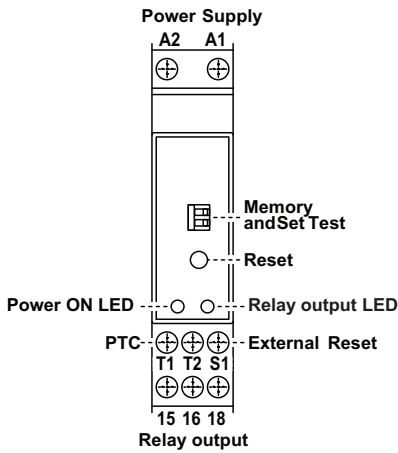 Power Supply
A2 A1
Memory
andSet Test
Reset
Power ON LED
Relay output LED
PTC
External Reset
T1 T2 S1
15 16 18
Relay output